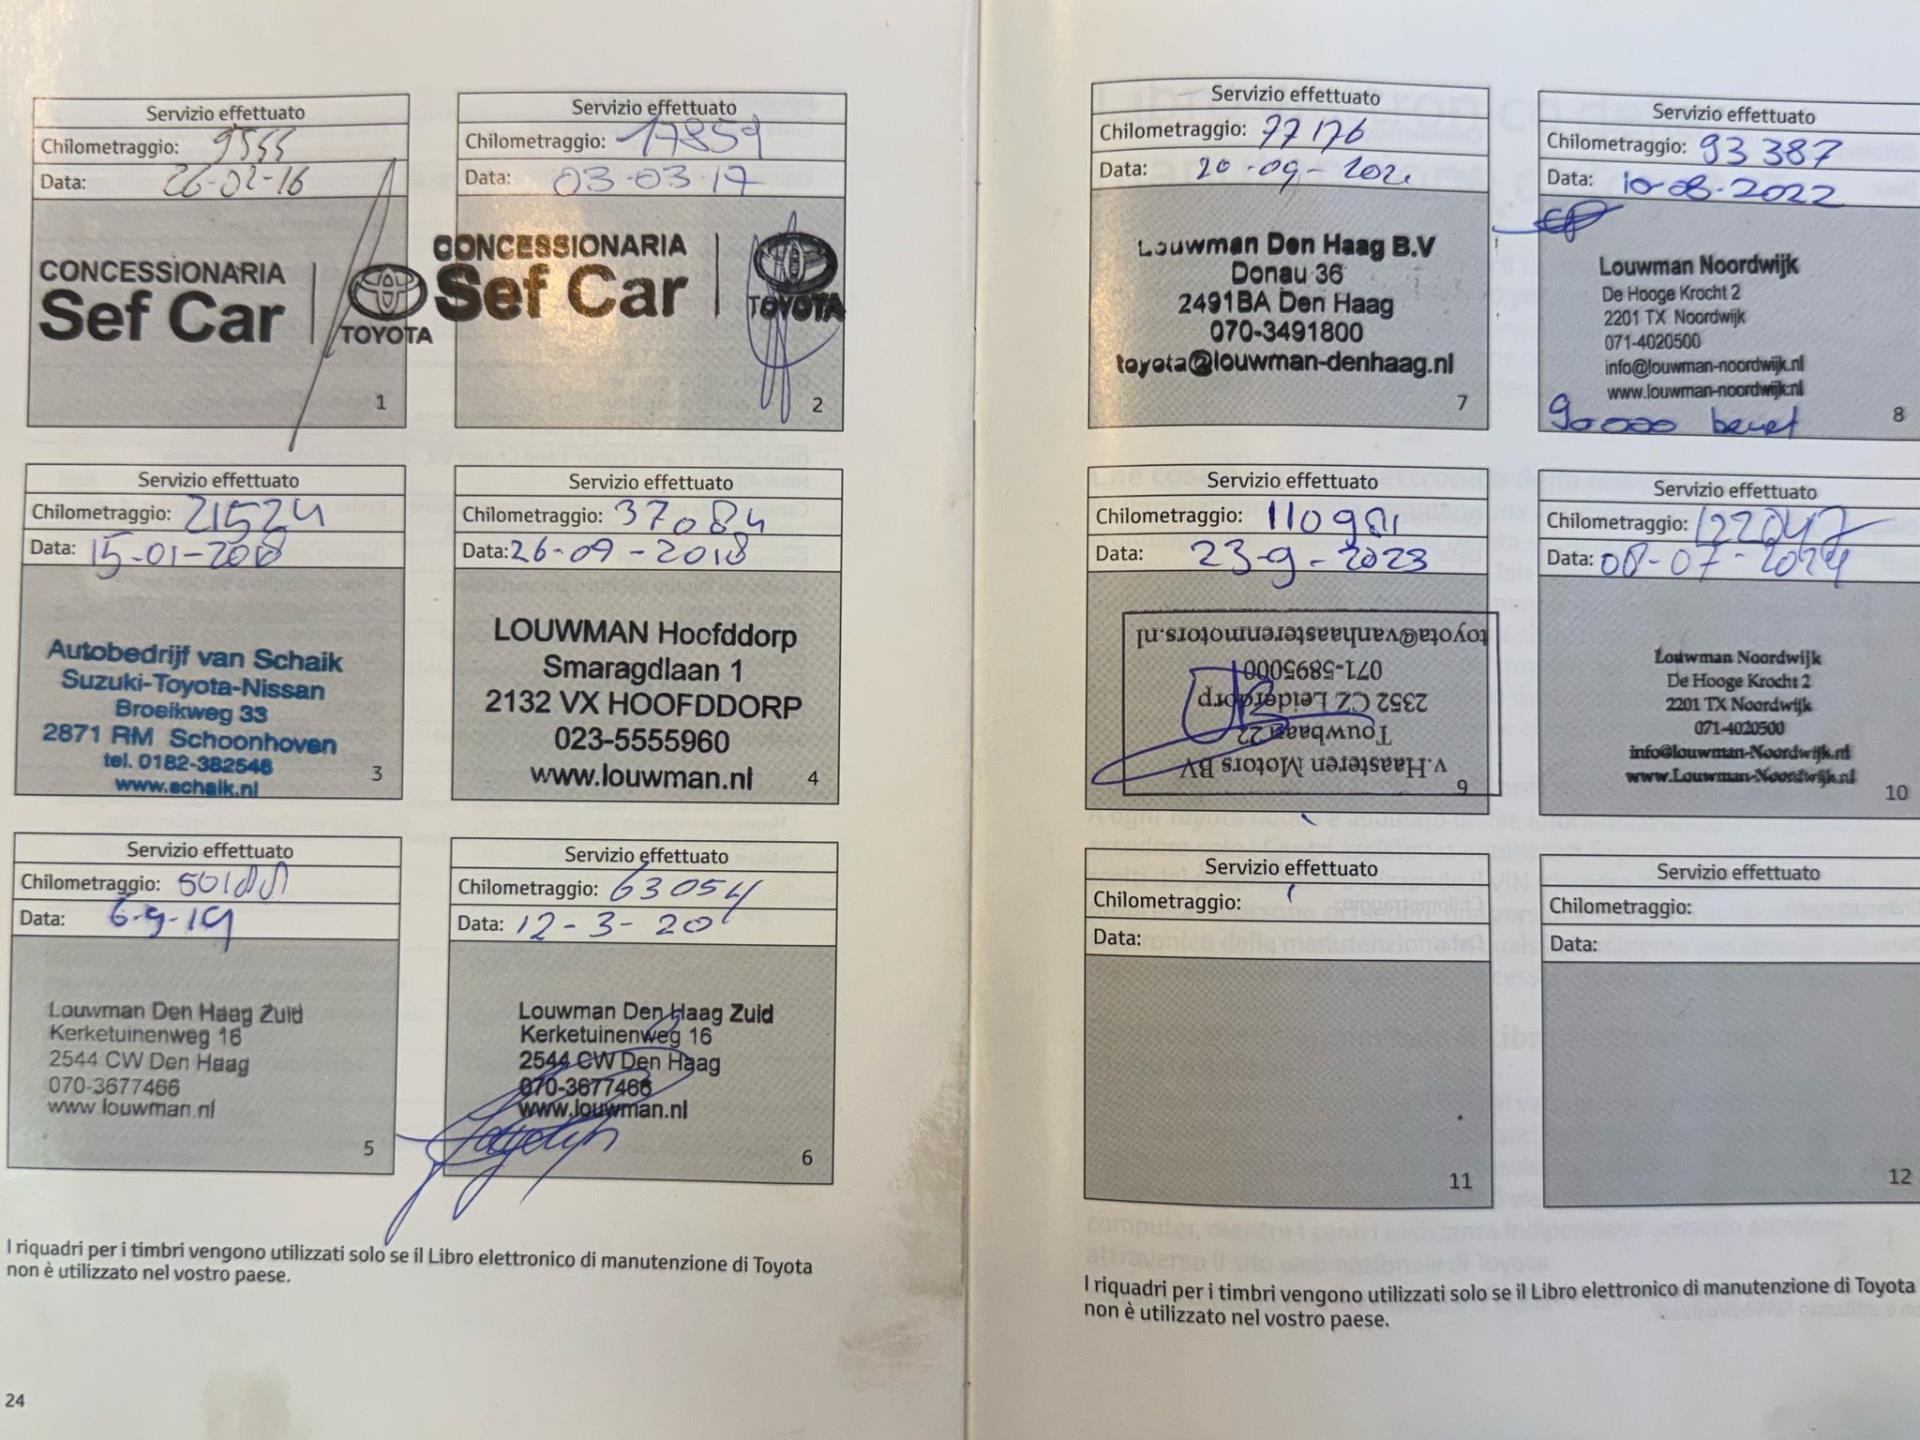 Servizio effettuato
Chilometraggio: 9555
Data: 26-02-16
CONCESSIONARIA
Sef Car
TOYOTA
1
Servizio effettuato
Chilometraggio: 17859
Data: 03-03-17
CONCESSIONARIA
Sef Car
TOYOTA
2
Servizio effettuato
Chilometraggio: 21524
Data: 15-01-2018
Autobedrijf van Schaik
Suzuki-Toyota-Nissan
Broeikweg 33
2871 RM Schoonhoven
tel. 0182-382546
www.schaik.nl
3
Servizio effettuato
Chilometraggio: 37084
Data: 26-09-2018
LOUWMAN Hoofddorp
Smaragdlaan 1
2132 VX HOOFDDORP
023-5555960
www.louwman.nl
4
Servizio effettuato
Chilometraggio: 50188
Data: 6-9-19
Louwman Den Haag Zuid
Kerketuinenweg 16
2544 CW Den Haag
070-3677466
www.louwman.nl
5
Servizio effettuato
Chilometraggio: 63054
Data: 12-3-20
Louwman Den Haag Zuid
Kerketuinenweg 16
2544 CW Den Haag
070-3677466
www.louwman.nl
6
I riquadri per i timbri vengono utilizzati solo se il Libro elettronico di manutenzione di Toyota
non è utilizzato nel vostro paese.
24
Servizio effettuato
Chilometraggio: 77176
Data: 20-09-2021
Louwman Den Haag B.V
Donau 36
2491BA Den Haag
070-3491800
toyota@louwman-denhaag.nl
7
Servizio effettuato
Chilometraggio: 93387
Data: 10-08-2022
Louwman Noordwijk
De Hooge Krocht 2
2201 TX Noordwijk
071-4020500
info@louwman-noordwijk.nl
www.louwman-noordwijk.nl
90000 beurt
8
Servizio effettuato
Chilometraggio: 110981
Data: 23-9-2023
v.Haasteren Motors BV
Touwbaan 22
2352 CZ Leiderdorp
071-5895000
toyota@vanhaasterenmotors.nl
9
Servizio effettuato
Chilometraggio: 122047
Data: 08-07-2024
Louwman Noordwijk
De Hooge Krocht 2
2201 TX Noordwijk
071-4020500
info@louwman-Noordwijk.nl
www.Louwman-Noordwijk.nl
10
Servizio effettuato
Chilometraggio:
Data:
11
Servizio effettuato
Chilometraggio:
Data:
12
I riquadri per i timbri vengono utilizzati solo se il Libro elettronico di manutenzione di Toyota
non è utilizzato nel vostro paese.